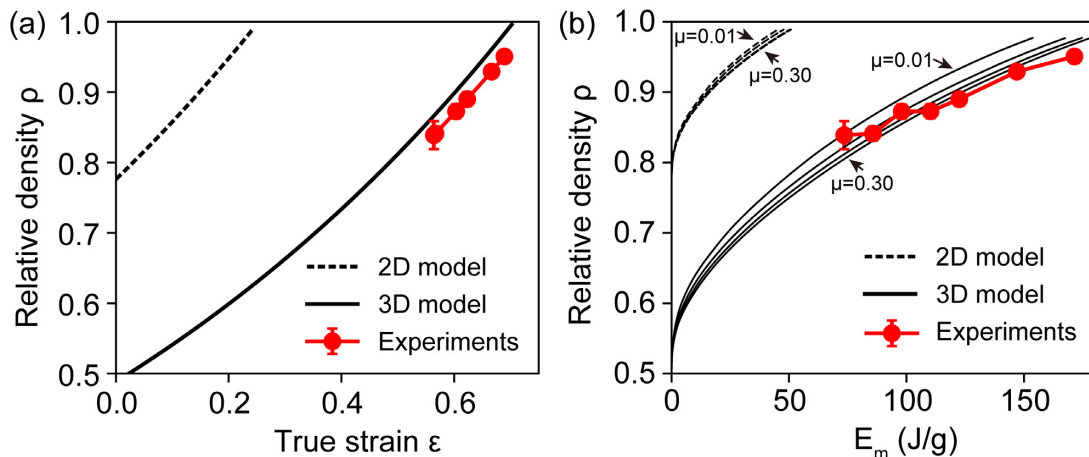 (a)
Relative density ρ
1.0
0.9
0.8
0.7
0.6
0.5
0.0
0.2
0.4
0.6
True strain ε
2D model
3D model
Experiments
(b)
Relative density ρ
1.0
0.9
0.8
0.7
0.6
0.5
0
50
100
150
E_m (J/g)
μ=0.01
μ=0.30
μ=0.01
μ=0.30
2D model
3D model
Experiments